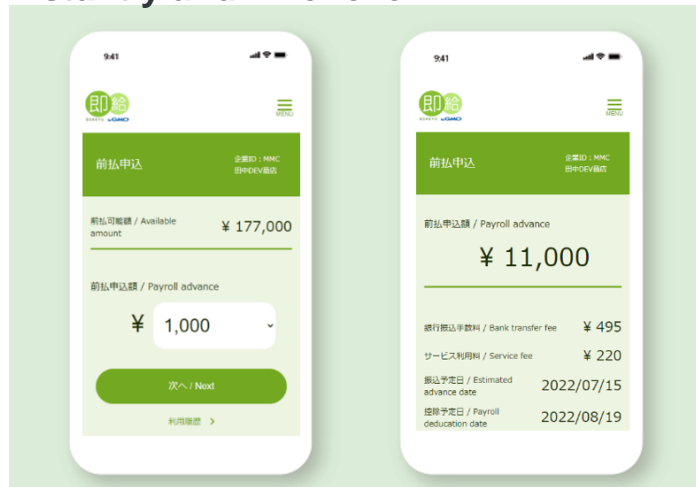 9:41
即給
byGMO
MENU
前払申込
企業ID：MMC
田中DEV商店
前払可能額 / Available
amount
¥ 177,000
前払申込額 / Payroll advance
¥ 1,000
次へ / Next
利用履歴 >
9:41
即給
byGMO
MENU
前払申込
企業ID：MMC
田中DEV商店
前払申込額 / Payroll advance
¥ 11,000
銀行振込手数料 / Bank transfer fee ¥ 495
サービス利用料 / Service fee ¥ 220
振込予定日 / Estimated
advance date
2022/07/15
控除予定日 / Payroll
deducation date
2022/08/19